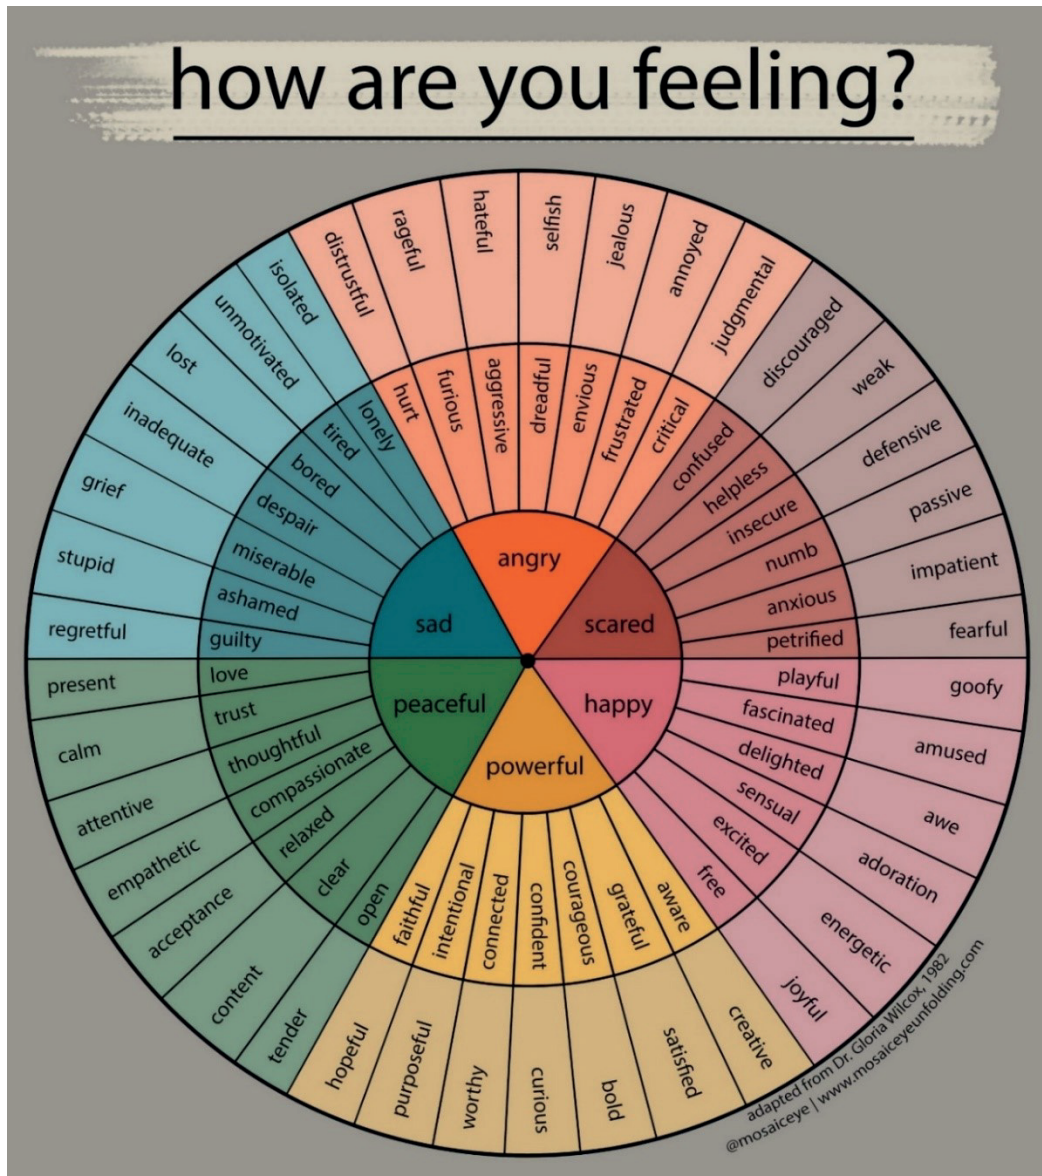 how are you feeling?
distrustful
rageful
hateful
selfish
jealous
annoyed
judgmental
discouraged
weak
defensive
passive
impatient
fearful
goofy
amused
awe
adoration
energetic
joyful
creative
satisfied
bold
curious
worthy
purposeful
hopeful
tender
content
acceptance
empathetic
attentive
calm
present
regretful
stupid
grief
inadequate
lost
unmotivated
isolated
hurt
furious
aggressive
dreadful
envious
frustrated
critical
confused
helpless
insecure
numb
anxious
petrified
playful
fascinated
delighted
sensual
excited
free
aware
grateful
courageous
confident
connected
intentional
faithful
open
clear
relaxed
compassionate
thoughtful
trust
love
guilty
ashamed
miserable
despair
bored
tired
lonely
angry
scared
happy
powerful
peaceful
sad
adapted from Dr. Gloria Wilcox, 1982
@mosaiceye | www.mosaiceyeunfolding.com